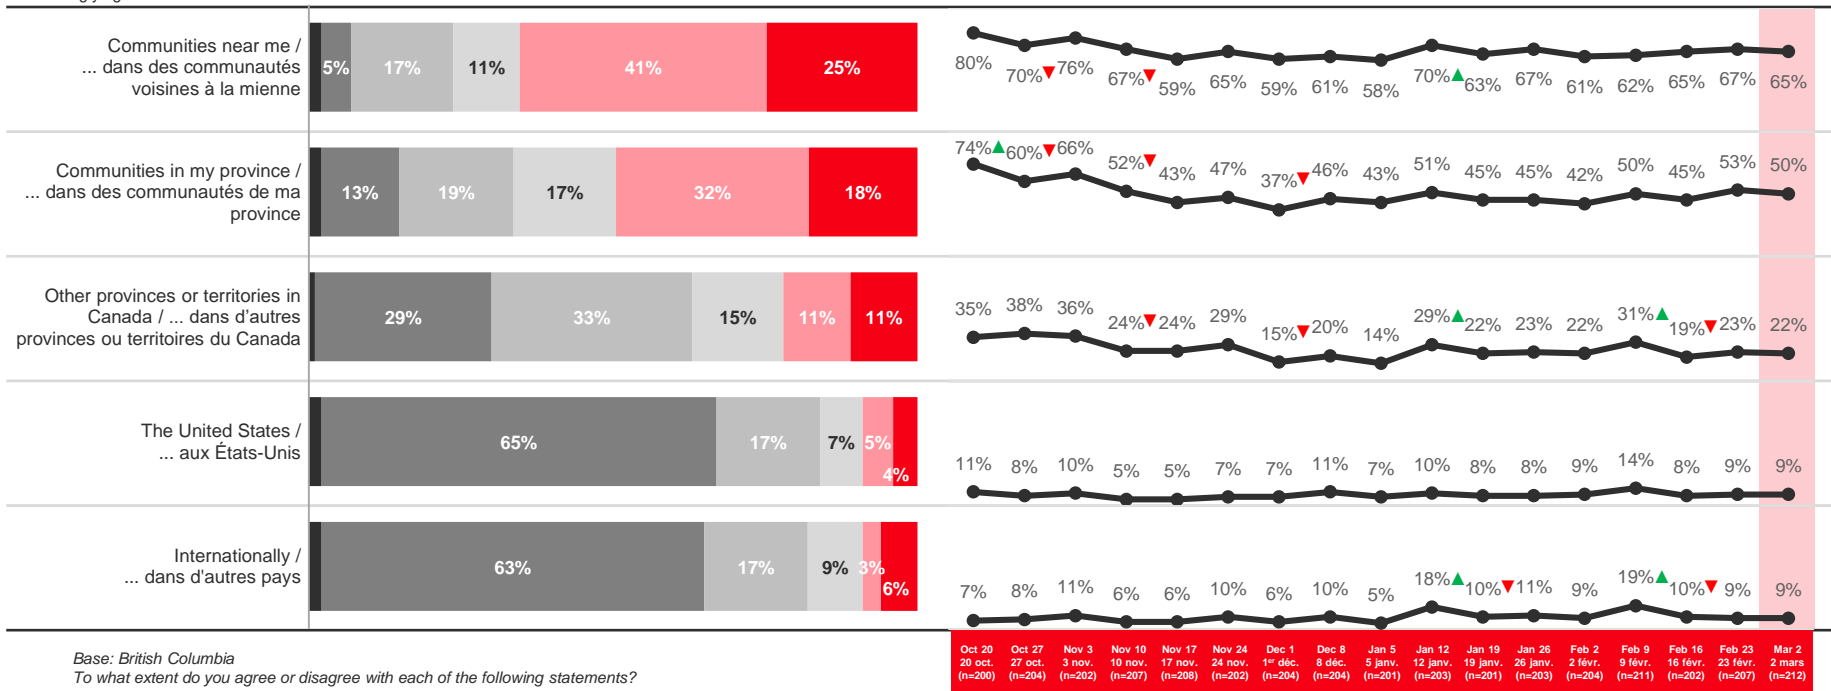 Communities near me /
... dans des communautés
voisines à la mienne
5% 17% 11% 41% 25%
80% 70% 76% 67% 59% 65% 59% 61% 58% 70% 63% 67% 61% 62% 65% 67% 65%
Communities in my province /
... dans des communautés de ma
province
13% 19% 17% 32% 18%
74% 60% 66% 52% 43% 47% 37% 46% 43% 51% 45% 45% 42% 50% 45% 53% 50%
Other provinces or territories in
Canada / ... dans d'autres
provinces ou territoires du Canada
29% 33% 15% 11% 11%
35% 38% 36% 24% 24% 29% 15% 20% 14% 29% 22% 23% 22% 31% 19% 23% 22%
The United States /
... aux États-Unis
65% 17% 7% 5% 4%
11% 8% 10% 5% 5% 7% 7% 11% 7% 10% 8% 8% 9% 14% 8% 9% 9%
Internationally /
... dans d'autres pays
63% 17% 9% 3% 6%
7% 8% 11% 6% 6% 10% 6% 10% 5% 18% 10% 11% 9% 19% 10% 9% 9%
Oct 20 Oct 27 Nov 3 Nov 10 Nov 17 Nov 24 Dec 1 Dec 8 Jan 5 Jan 12 Jan 19 Jan 26 Feb 2 Feb 9 Feb 16 Feb 23 Mar 2
20 oct. 27 oct. 3 nov. 10 nov. 17 nov. 24 nov. 1er déc. 8 déc. 5 janv. 12 janv. 19 janv. 26 janv. 2 févr. 9 févr. 16 févr. 23 févr. 2 mars
(n=200) (n=204) (n=202) (n=207) (n=208) (n=202) (n=204) (n=204) (n=201) (n=203) (n=201) (n=203) (n=204) (n=211) (n=202) (n=207) (n=212)
Base: British Columbia
To what extent do you agree or disagree with each of the following statements?